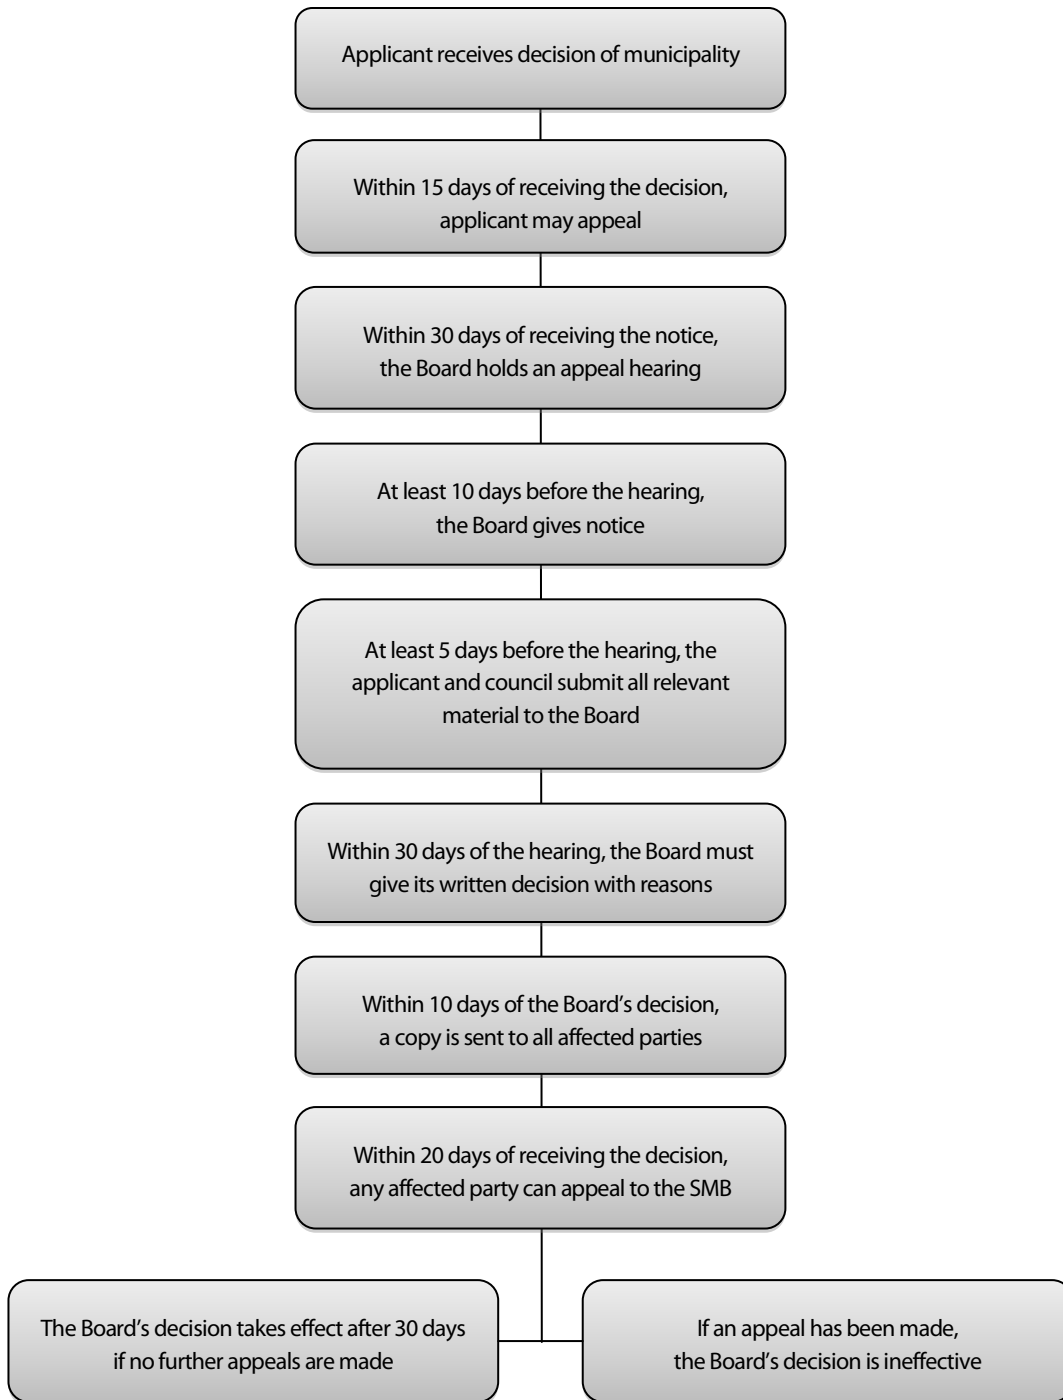 Applicant receives decision of municipality
Within 15 days of receiving the decision,
applicant may appeal
Within 30 days of receiving the notice,
the Board holds an appeal hearing
At least 10 days before the hearing,
the Board gives notice
At least 5 days before the hearing, the
applicant and council submit all relevant
material to the Board
Within 30 days of the hearing, the Board must
give its written decision with reasons
Within 10 days of the Board’s decision,
a copy is sent to all affected parties
Within 20 days of receiving the decision,
any affected party can appeal to the SMB
The Board’s decision takes effect after 30 days
if no further appeals are made
If an appeal has been made,
the Board’s decision is ineffective